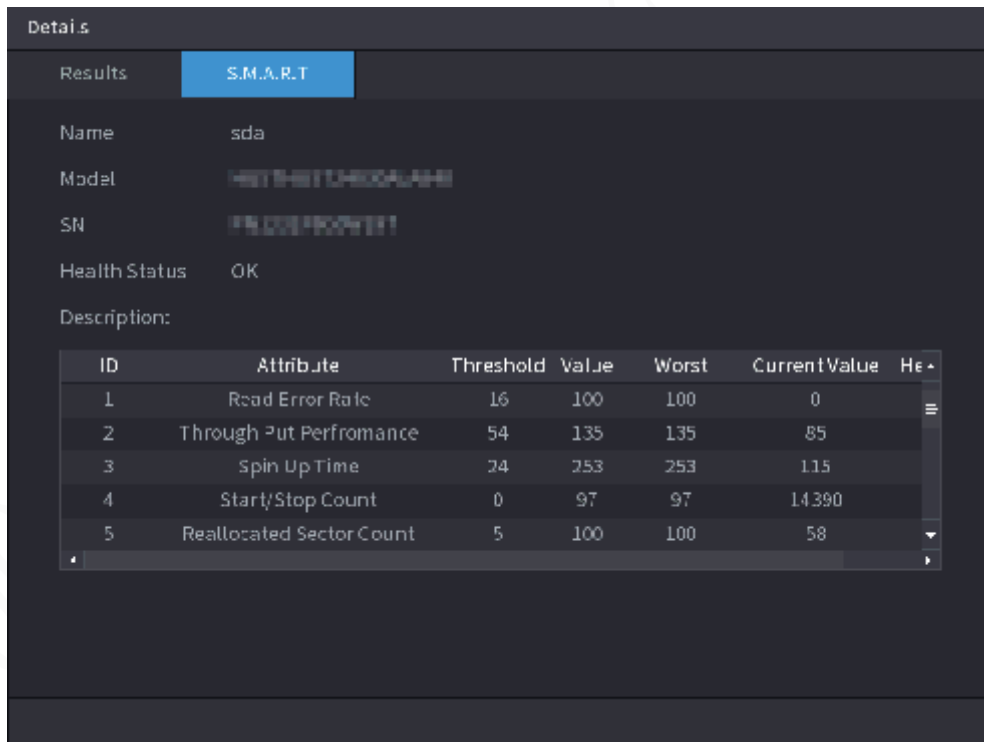 Details
Results S.M.A.R.T
Name sda
Model
SN
Health Status OK
Description:
ID Attribute Threshold Value Worst Current Value He
1 Read Error Rate 16 100 100 0
2 Through Put Perfromance 54 135 135 85
3 Spin Up Time 24 253 253 115
4 Start/Stop Count 0 97 97 14390
5 Reallocated Sector Count 5 100 100 58